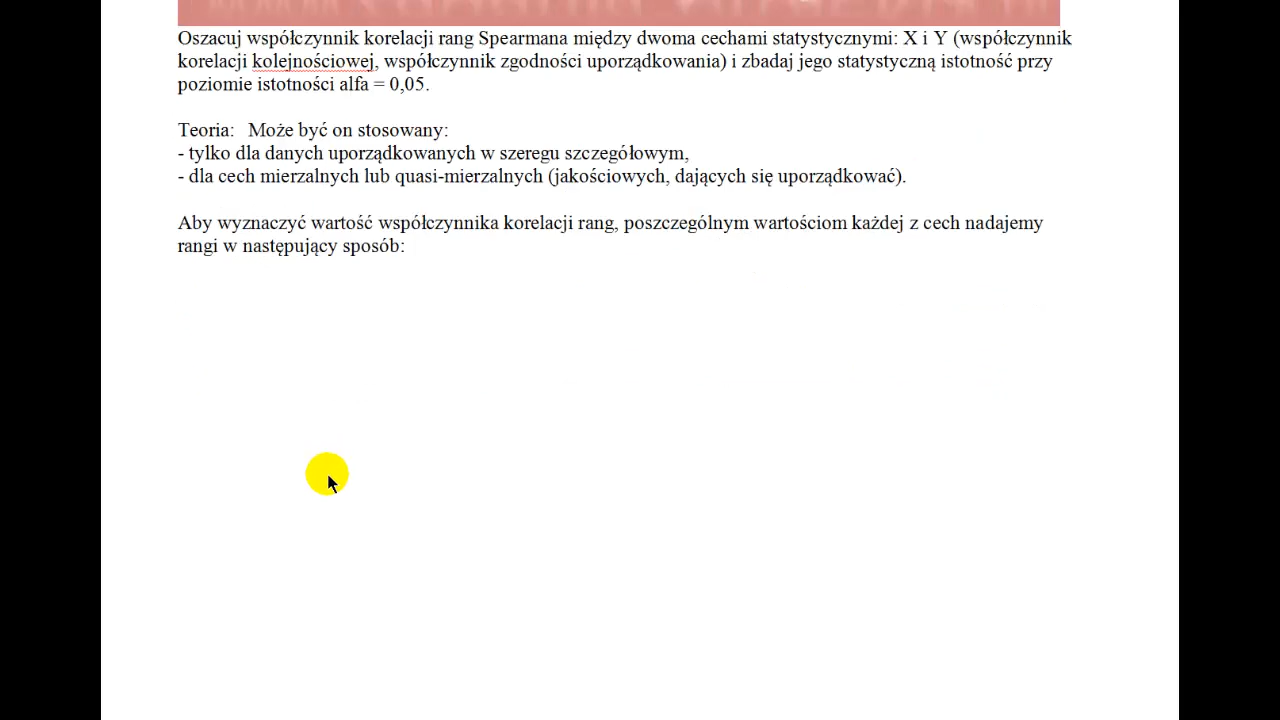 Oszacuj współczynnik korelacji rang Spearmana między dwoma cechami statystycznymi: X i Y (współczynnik
korelacji kolejnościowej, współczynnik zgodności uporządkowania) i zbadaj jego statystyczną istotność przy
poziomie istotności alfa = 0,05.
Teoria: Może być on stosowany:
- tylko dla danych uporządkowanych w szeregu szczegółowym,
- dla cech mierzalnych lub quasi-mierzalnych (jakościowych, dających się uporządkować).
Aby wyznaczyć wartość współczynnika korelacji rang, poszczególnym wartościom każdej z cech nadajemy
rangi w następujący sposób: